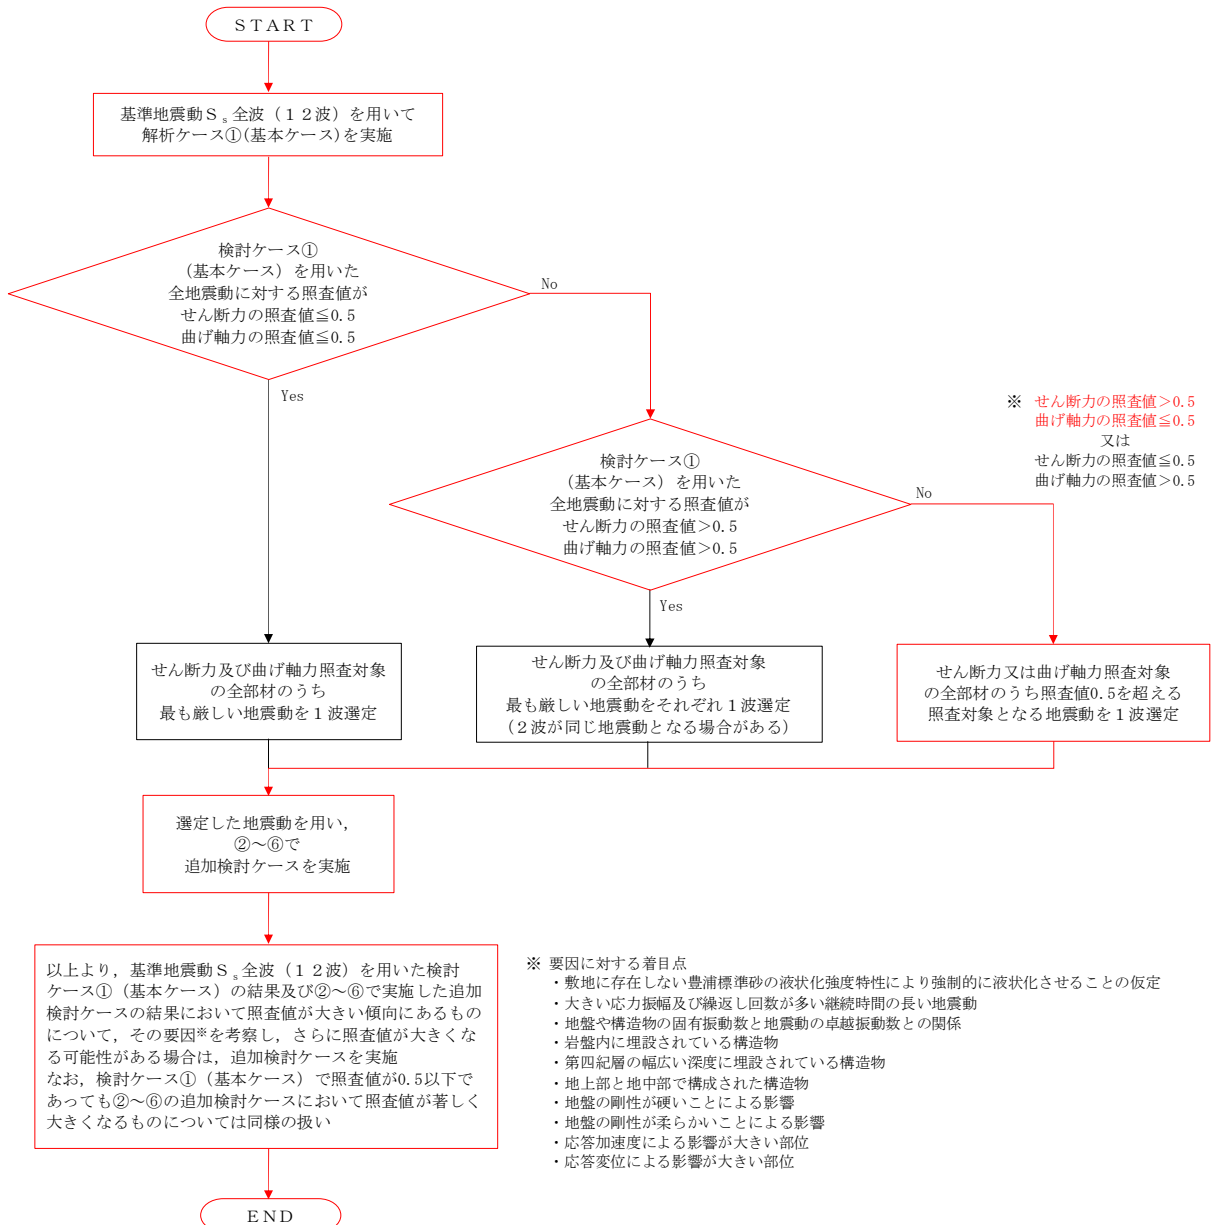 START
基準地震動Ｓｓ全波（１２波）を用いて
解析ケース①(基本ケース)を実施
検討ケース①
（基本ケース）を用いた
全地震動に対する照査値が
せん断力の照査値≦0.5
曲げ軸力の照査値≦0.5
No
Yes
※ せん断力の照査値＞0.5
曲げ軸力の照査値≦0.5
又は
せん断力の照査値≦0.5
曲げ軸力の照査値＞0.5
検討ケース①
（基本ケース）を用いた
全地震動に対する照査値が
せん断力の照査値＞0.5
曲げ軸力の照査値＞0.5
No
Yes
せん断力及び曲げ軸力照査対象
の全部材のうち
最も厳しい地震動を１波選定
せん断力及び曲げ軸力照査対象
の全部材のうち
最も厳しい地震動をそれぞれ１波選定
（２波が同じ地震動となる場合がある）
せん断力又は曲げ軸力照査対象
の全部材のうち照査値0.5を超える
照査対象となる地震動を１波選定
選定した地震動を用い，
②～⑥で
追加検討ケースを実施
以上より，基準地震動Ｓｓ全波（１２波）を用いた検討
ケース①（基本ケース）の結果及び②～⑥で実施した追加
検討ケースの結果において照査値が大きい傾向にあるもの
について，その要因※を考察し，さらに照査値が大きくな
る可能性がある場合は，追加検討ケースを実施
なお，検討ケース①（基本ケース）で照査値が0.5以下で
あっても②～⑥の追加検討ケースにおいて照査値が著しく
大きくなるものについては同様の扱い
※ 要因に対する着目点
・敷地に存在しない豊浦標準砂の液状化強度特性により強制的に液状化させることの仮定
・大きい応力振幅及び繰返し回数が多い継続時間の長い地震動
・地盤や構造物の固有振動数と地震動の卓越振動数との関係
・岩盤内に埋設されている構造物
・第四紀層の幅広い深度に埋設されている構造物
・地上部と地中部で構成された構造物
・地盤の剛性が硬いことによる影響
・地盤の剛性が柔らかいことによる影響
・応答加速度による影響が大きい部位
・応答変位による影響が大きい部位
END